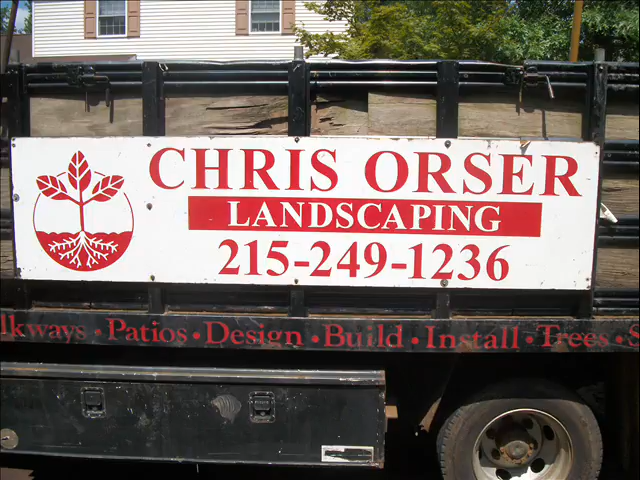 CHRIS ORSER
LANDSCAPING
215-249-1236
lkways • Patios • Design • Build • Install • Trees • S